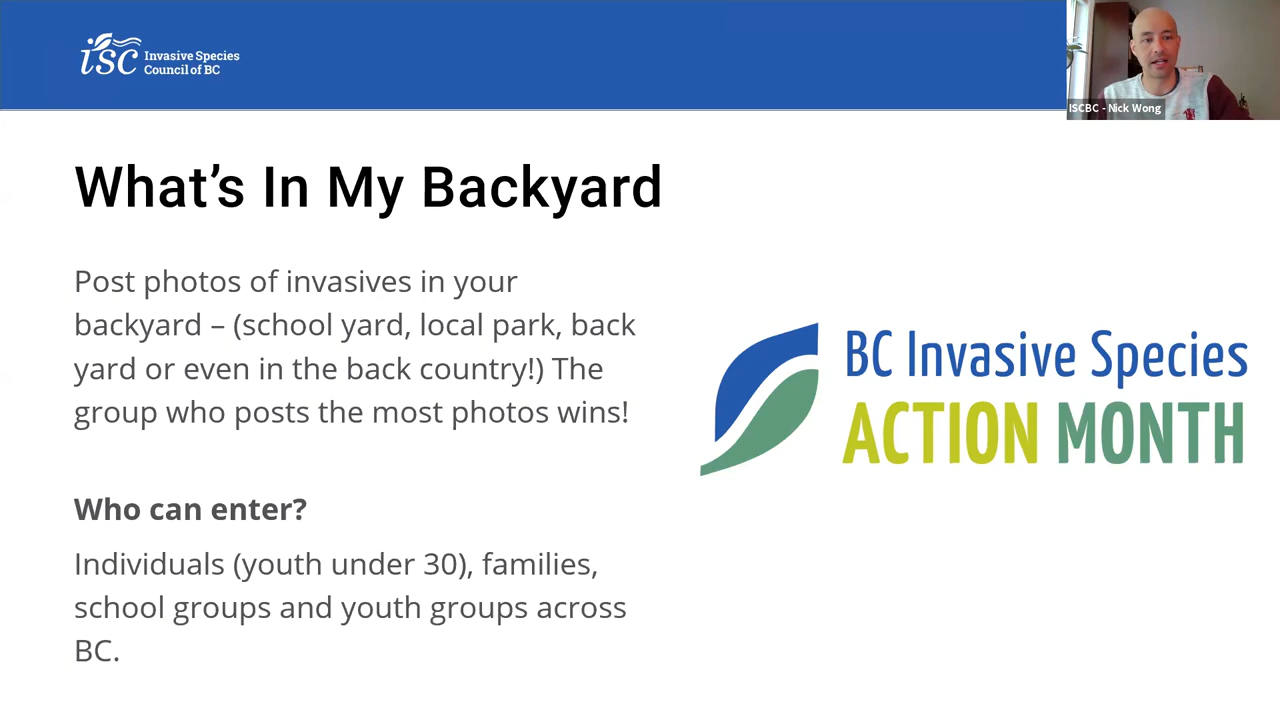 isc Invasive Species
Council of BC
ISCBC - Nick Wong
What’s In My Backyard
Post photos of invasives in your
backyard – (school yard, local park, back
yard or even in the back country!) The
group who posts the most photos wins!
Who can enter?
Individuals (youth under 30), families,
school groups and youth groups across
BC.
BC Invasive Species
ACTION MONTH